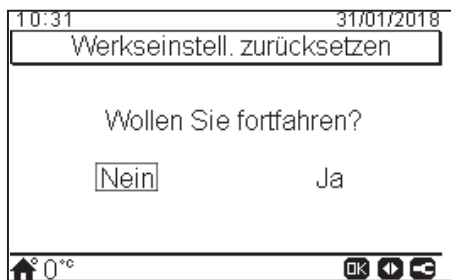 10:31 31/01/2018
Werkseinstell. zurücksetzen
Wollen Sie fortfahren?
Nein Ja
0°c OK